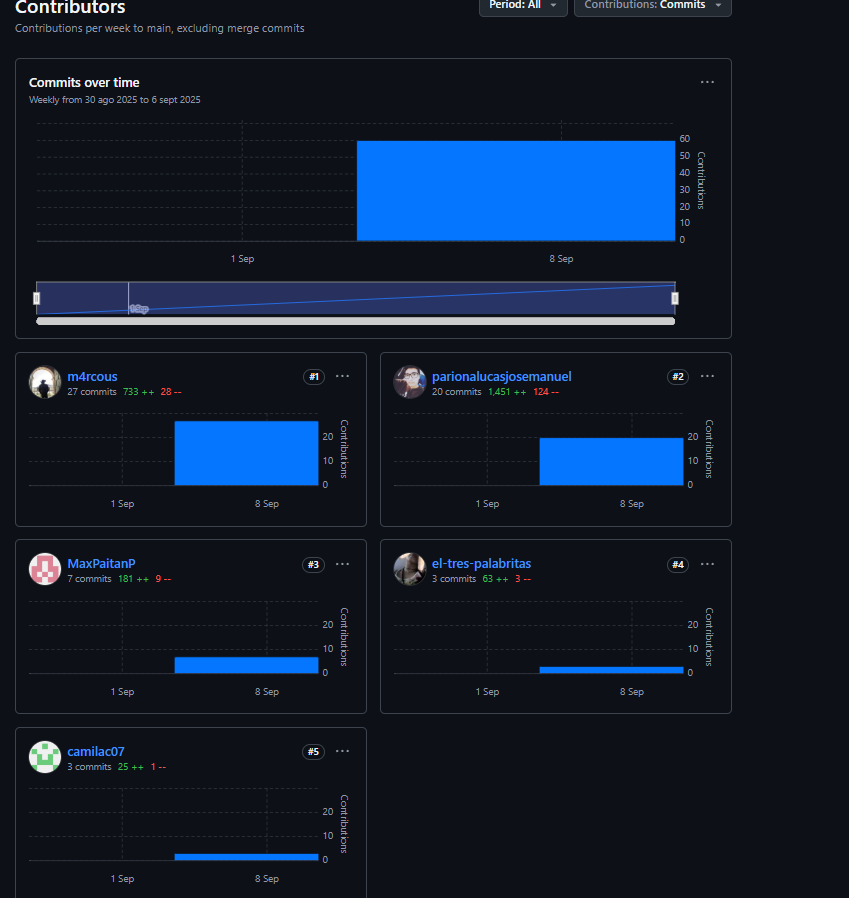 Contributors
Period: All
Contributions: Commits
Contributions per week to main, excluding merge commits
Commits over time
Weekly from 30 ago 2025 to 6 sept 2025
60
50
40
30
20
10
0
Contributions
1 Sep
8 Sep
m4rcous
#1
27 commits 733 ++ 28 --
20
10
0
Contributions
1 Sep
8 Sep
parionalucasjosemanuel
#2
20 commits 1,451 ++ 124 --
20
10
0
Contributions
1 Sep
8 Sep
MaxPaitanP
#3
7 commits 181 ++ 9 --
20
10
0
Contributions
1 Sep
8 Sep
el-tres-palabritas
#4
3 commits 63 ++ 3 --
20
10
0
Contributions
1 Sep
8 Sep
camilac07
#5
3 commits 25 ++ 1 --
20
10
0
Contributions
1 Sep
8 Sep